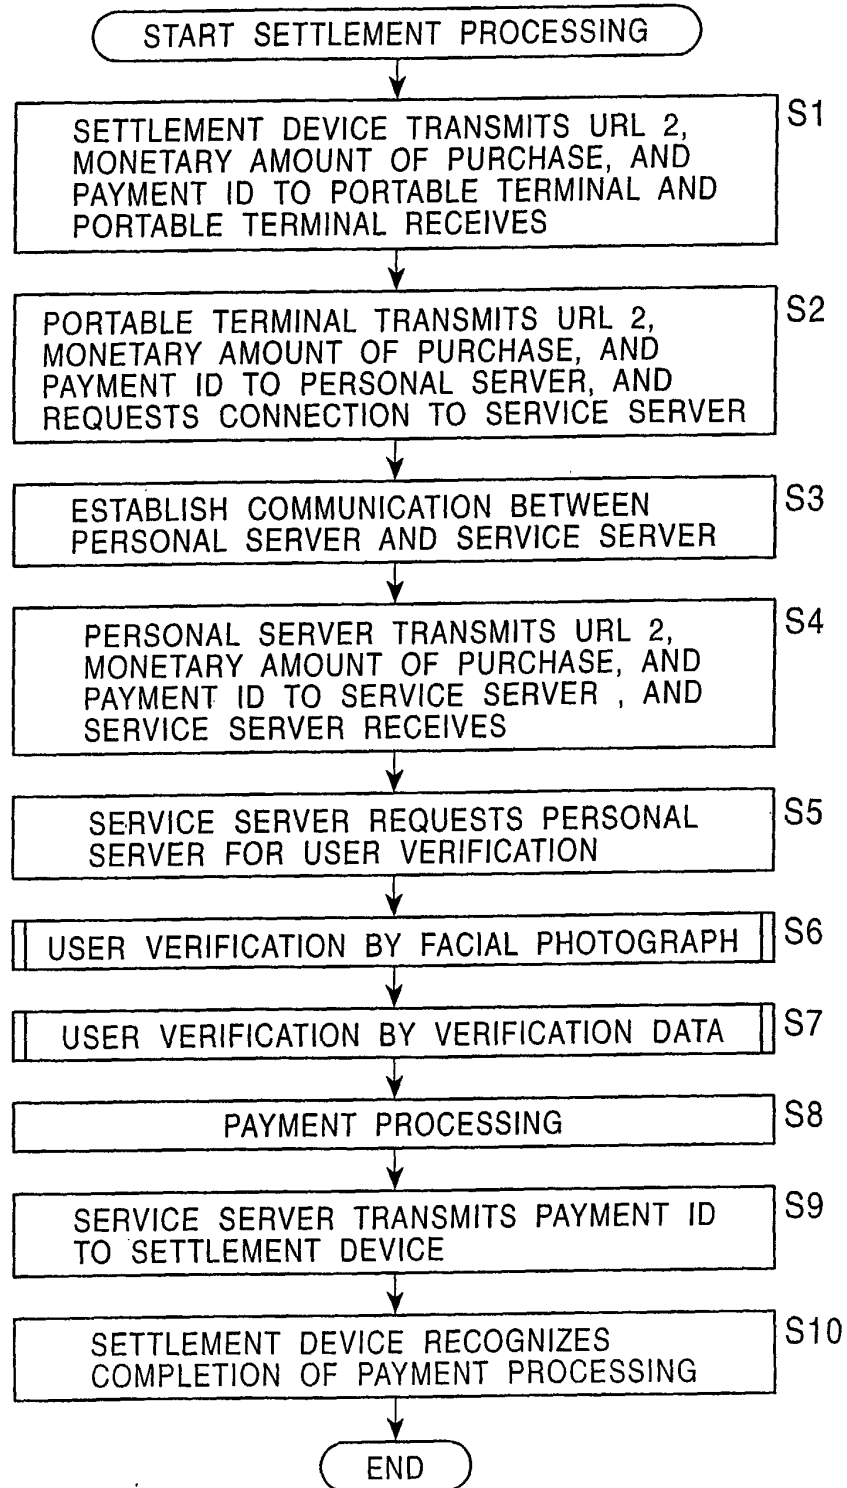 START SETTLEMENT PROCESSING
S1
SETTLEMENT DEVICE TRANSMITS URL 2,
MONETARY AMOUNT OF PURCHASE, AND
PAYMENT ID TO PORTABLE TERMINAL AND
PORTABLE TERMINAL RECEIVES
S2
PORTABLE TERMINAL TRANSMITS URL 2,
MONETARY AMOUNT OF PURCHASE, AND
PAYMENT ID TO PERSONAL SERVER, AND
REQUESTS CONNECTION TO SERVICE SERVER
S3
ESTABLISH COMMUNICATION BETWEEN
PERSONAL SERVER AND SERVICE SERVER
S4
PERSONAL SERVER TRANSMITS URL 2,
MONETARY AMOUNT OF PURCHASE, AND
PAYMENT ID TO SERVICE SERVER , AND
SERVICE SERVER RECEIVES
S5
SERVICE SERVER REQUESTS PERSONAL
SERVER FOR USER VERIFICATION
S6
USER VERIFICATION BY FACIAL PHOTOGRAPH
S7
USER VERIFICATION BY VERIFICATION DATA
S8
PAYMENT PROCESSING
S9
SERVICE SERVER TRANSMITS PAYMENT ID
TO SETTLEMENT DEVICE
S10
SETTLEMENT DEVICE RECOGNIZES
COMPLETION OF PAYMENT PROCESSING
END